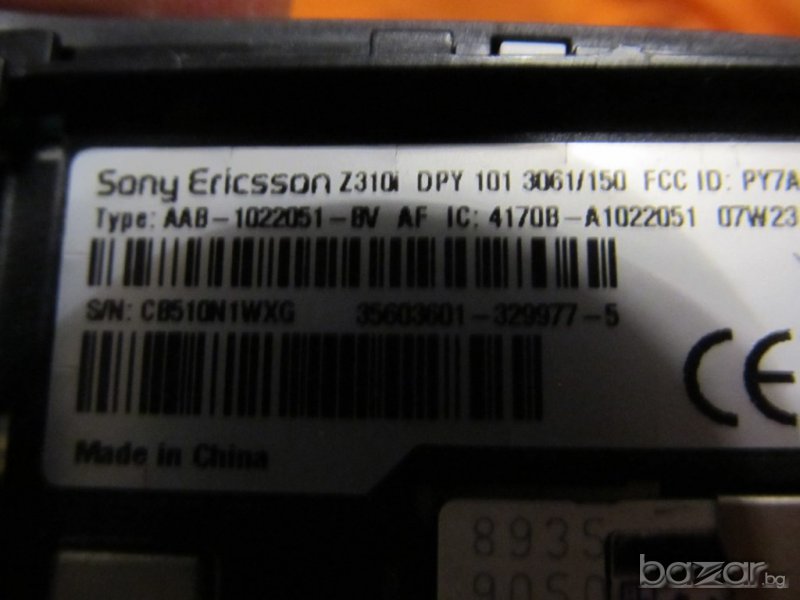 Sony Ericsson Z310i DPY 101 3061/150 FCC ID: PY7A
Type: AAB-1022051-BV AF IC: 4170B-A1022051 07W23
S/N: CB510N1WXG 35603601-329977-5
CE
Made in China
8935
9050
bazar.bg